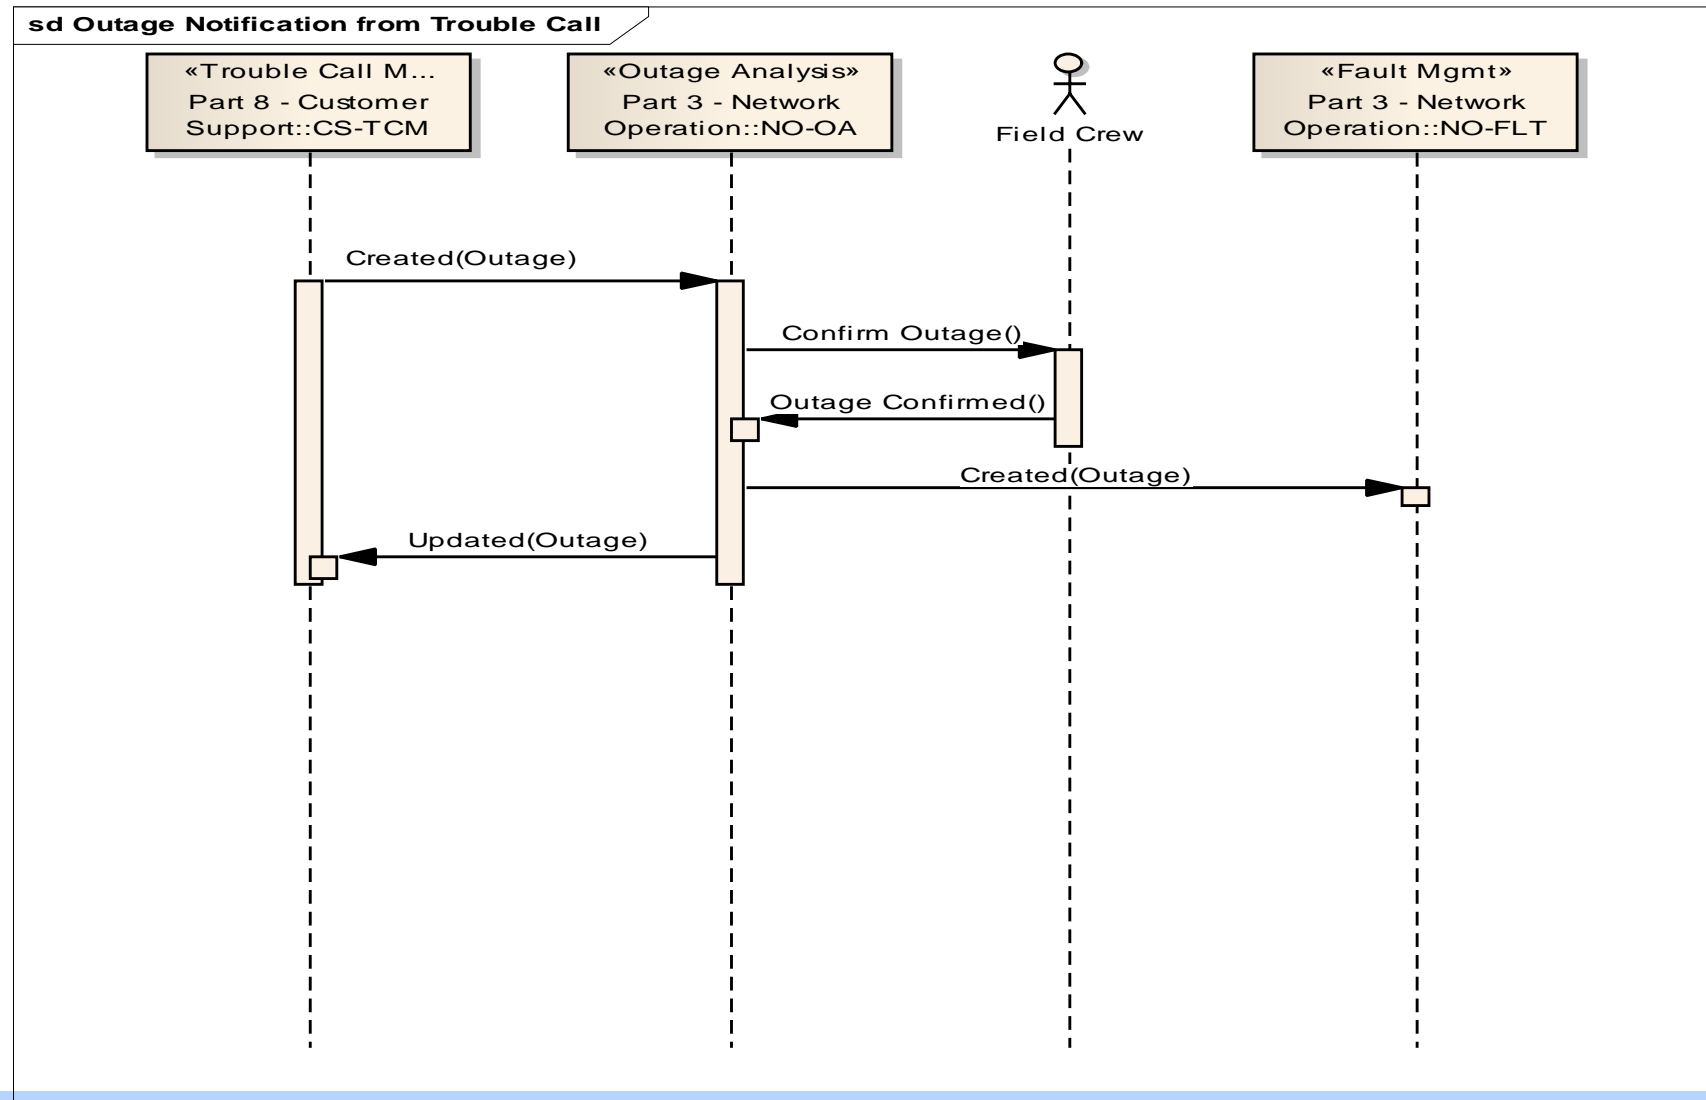 sd Outage Notification from Trouble Call
«Trouble Call M...
Part 8 - Customer
Support::CS-TCM
«Outage Analysis»
Part 3 - Network
Operation::NO-OA
Field Crew
«Fault Mgmt»
Part 3 - Network
Operation::NO-FLT
Created(Outage)
Confirm Outage()
Outage Confirmed()
Created(Outage)
Updated(Outage)